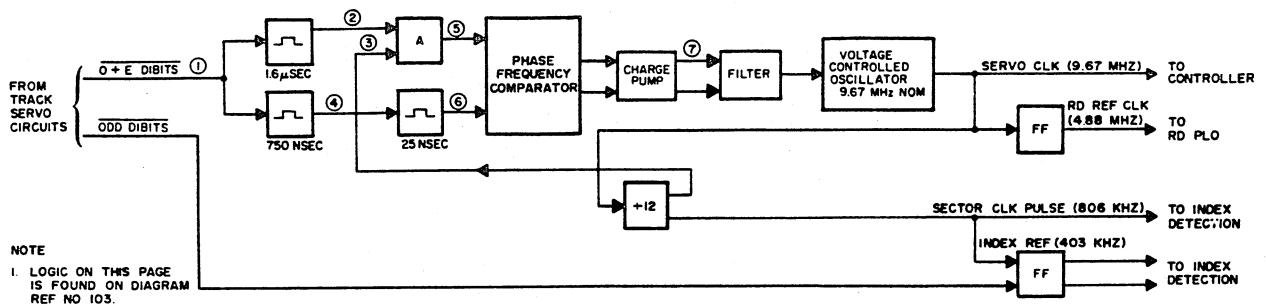 FROM
TRACK
SERVO
CIRCUITS
O + E DIBITS
①
ODD DIBITS
1.6 µSEC
②
③
A
⑤
750 NSEC
④
25 NSEC
⑥
PHASE
FREQUENCY
COMPARATOR
CHARGE
PUMP
⑦
FILTER
VOLTAGE
CONTROLLED
OSCILLATOR
9.67 MHz NOM
SERVO CLK (9.67 MHZ)
TO
CONTROLLER
FF
RD REF CLK
(4.88 MHZ)
TO
RD PLO
÷12
SECTOR CLK PULSE (806 KHZ)
TO INDEX
DETECTION
INDEX REF (403 KHZ)
FF
TO INDEX
DETECTION
NOTE
1. LOGIC ON THIS PAGE
IS FOUND ON DIAGRAM
REF NO 103.